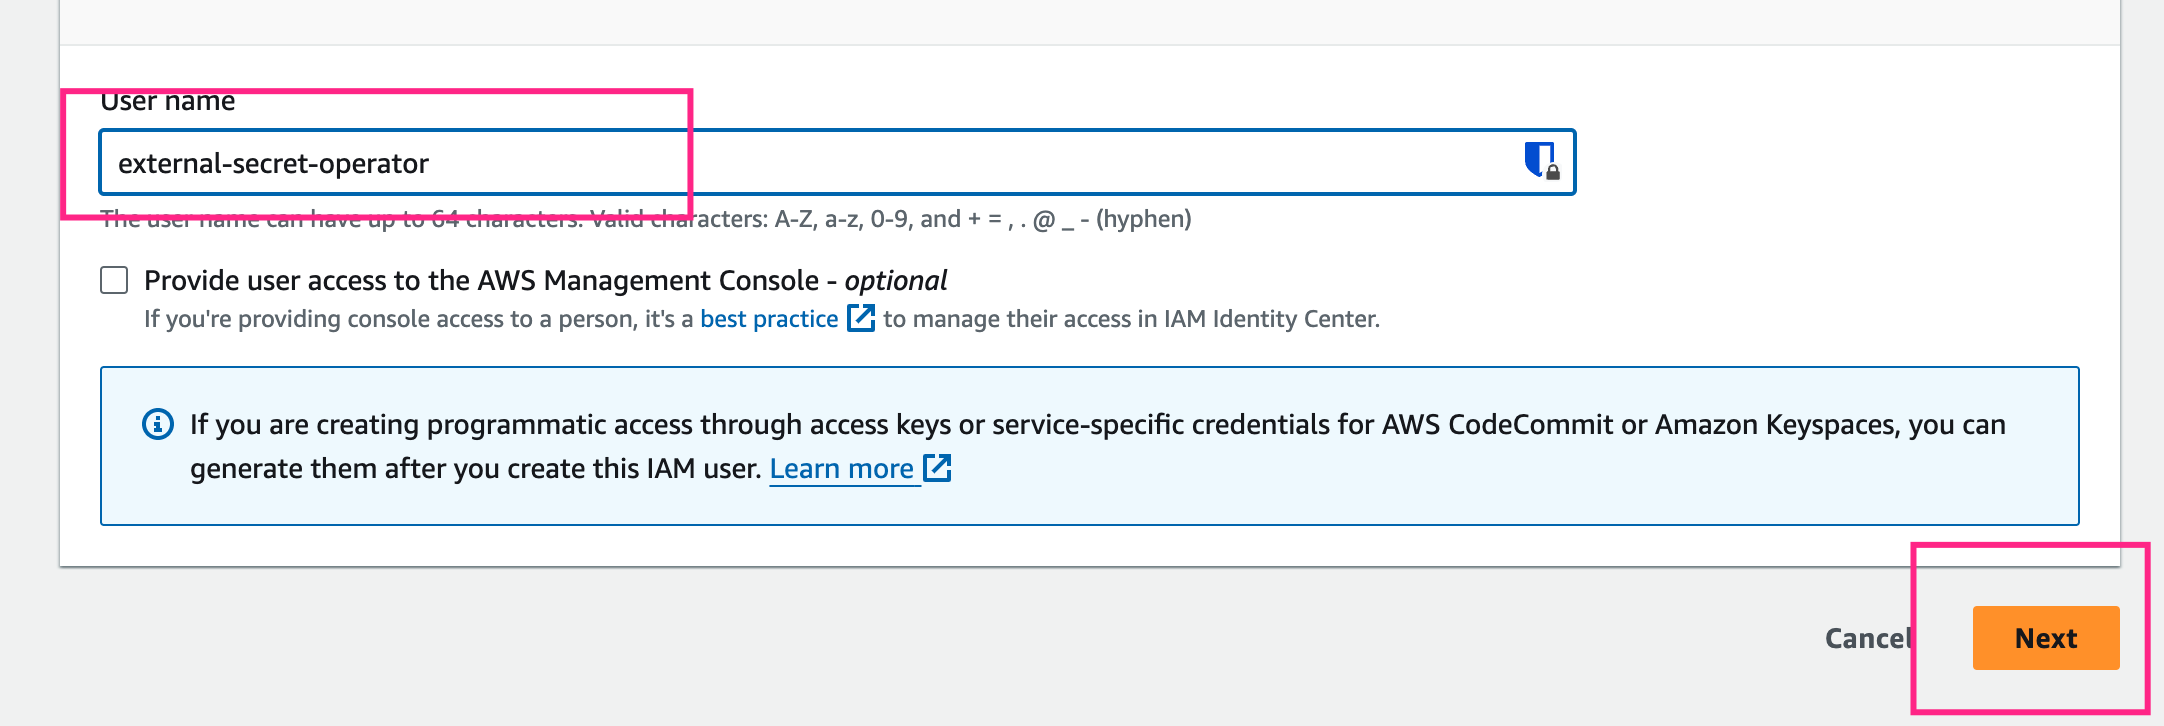 User name
external-secret-operator
The user name can have up to 64 characters. Valid characters: A-Z, a-z, 0-9, and + = , . @ _ - (hyphen)
Provide user access to the AWS Management Console - optional
If you're providing console access to a person, it's a best practice to manage their access in IAM Identity Center.
If you are creating programmatic access through access keys or service-specific credentials for AWS CodeCommit or Amazon Keyspaces, you can
generate them after you create this IAM user. Learn more
Cancel
Next